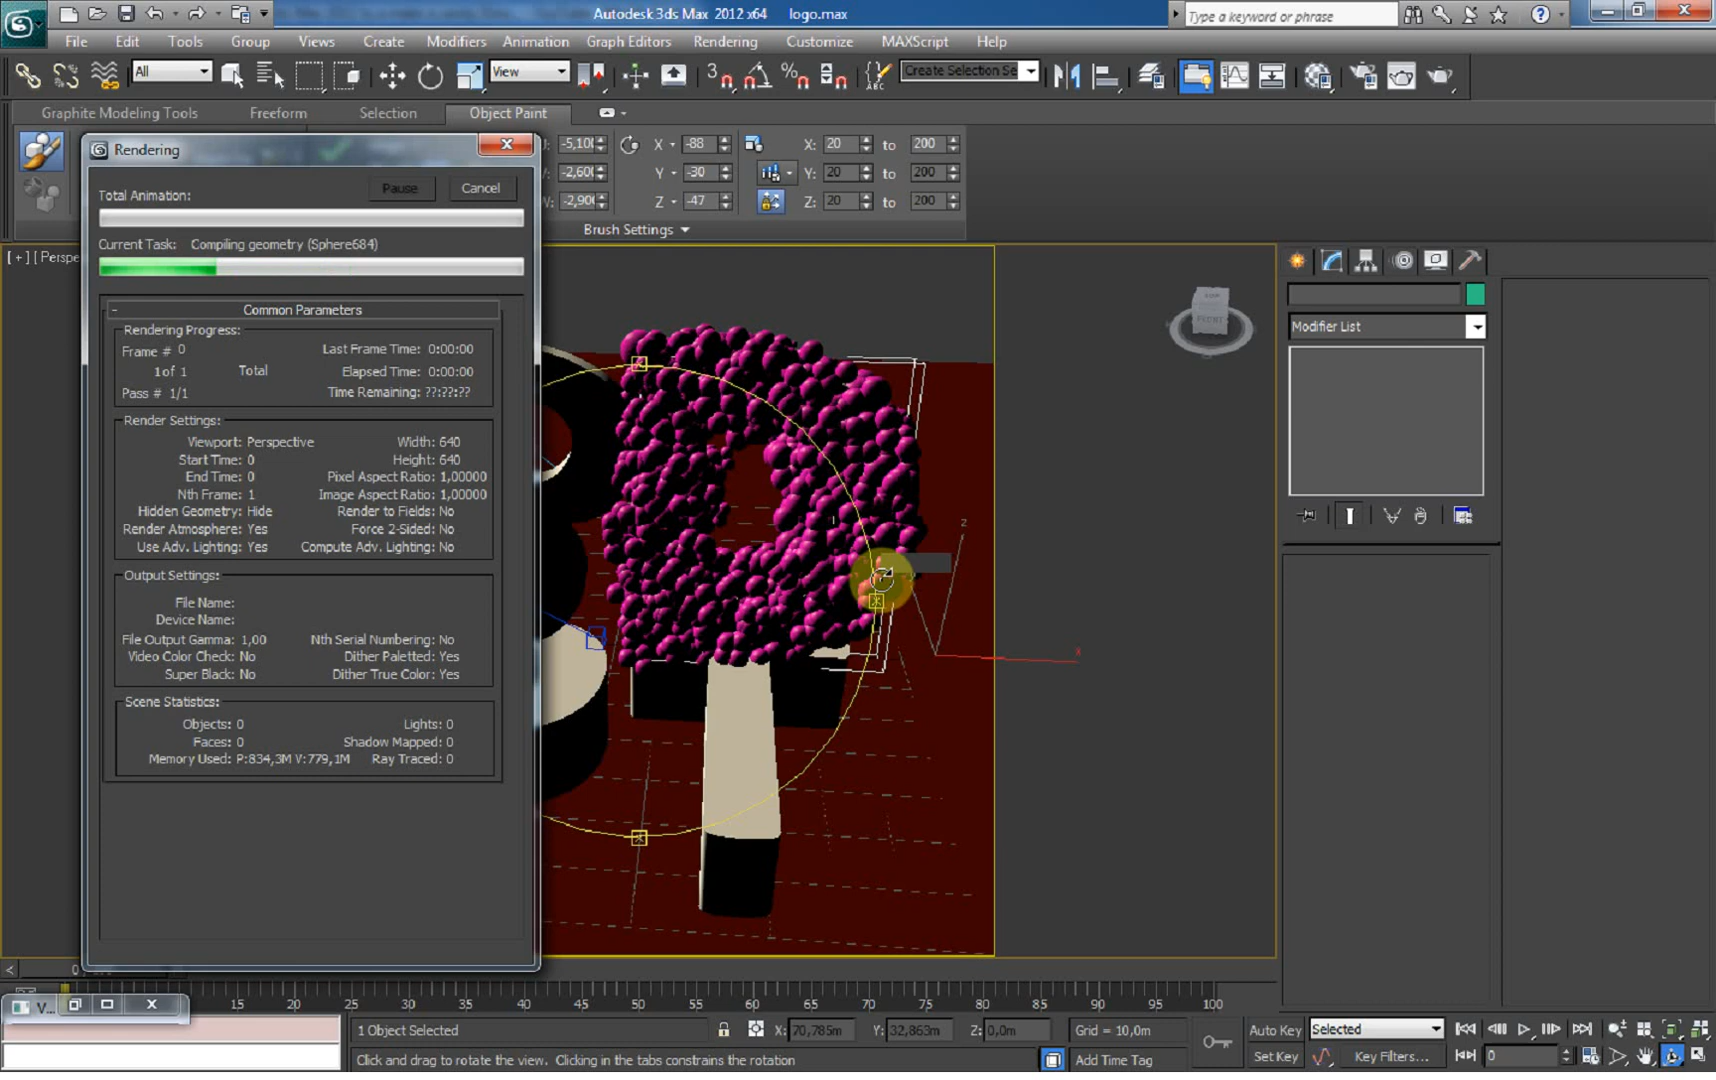 Autodesk 3ds Max 2012 x64 logo.max
Type a keyword or phrase
File Edit Tools Group Views Create Modifiers Animation Graph Editors Rendering Customize MAXScript Help
All View Create Selection Se
Graphite Modeling Tools Freeform Selection Object Paint
Rendering
Total Animation:
Pause Cancel
Current Task: Compiling geometry (Sphere684)
-5,100 X -88 X: 20 to 200
-2,600 Y -30 Y: 20 to 200
-2,900 Z -47 Z: 20 to 200
Brush Settings
[ + ] [ Perspe
Common Parameters
Rendering Progress:
Frame # 0 Last Frame Time: 0:00:00
1 of 1 Total Elapsed Time: 0:00:00
Pass # 1/1 Time Remaining: ??:??:??
Render Settings:
Viewport: Perspective Width: 640
Start Time: 0 Height: 640
End Time: 0 Pixel Aspect Ratio: 1,00000
Nth Frame: 1 Image Aspect Ratio: 1,00000
Hidden Geometry: Hide Render to Fields: No
Render Atmosphere: Yes Force 2-Sided: No
Use Adv. Lighting: Yes Compute Adv. Lighting: No
Output Settings:
File Name:
Device Name:
File Output Gamma: 1,00 Nth Serial Numbering: No
Video Color Check: No Dither Paletted: Yes
Super Black: No Dither True Color: Yes
Scene Statistics:
Objects: 0 Lights: 0
Faces: 0 Shadow Mapped: 0
Memory Used: P:834,3M V:779,1M Ray Traced: 0
FRONT
Modifier List
z
x
V...
15 20 25 30 35 40 45 50 55 60 65 70 75 80 85 90 95 100
1 Object Selected X: 70,785m Y: 32,863m Z: 0,0m Grid = 10,0m Auto Key Selected
Click and drag to rotate the view. Clicking in the tabs constrains the rotation Add Time Tag Set Key Key Filters... 0